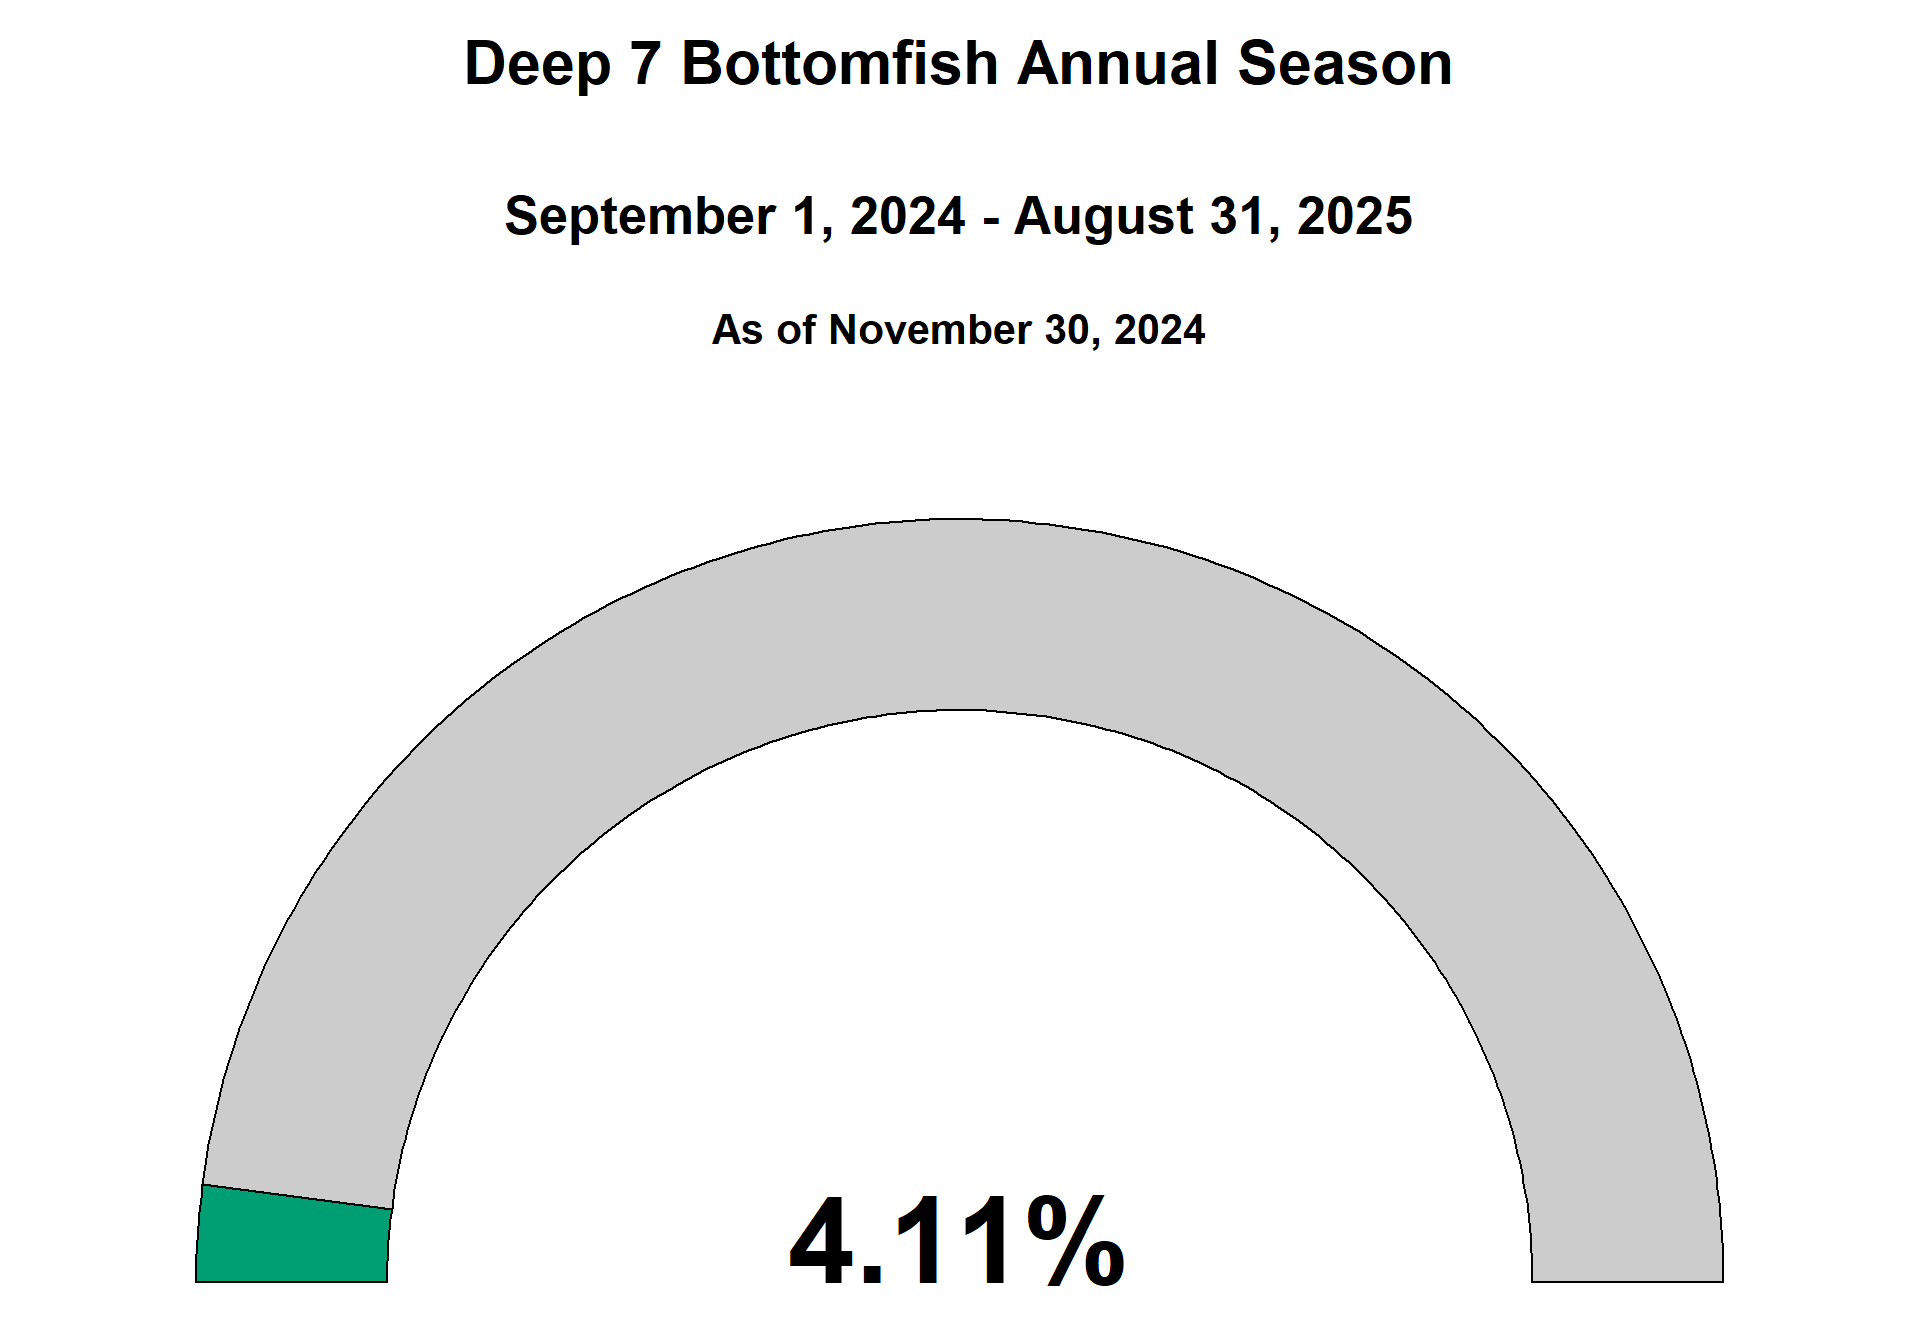 Deep 7 Bottomfish Annual Season
September 1, 2024 - August 31, 2025
As of November 30, 2024
4.11%